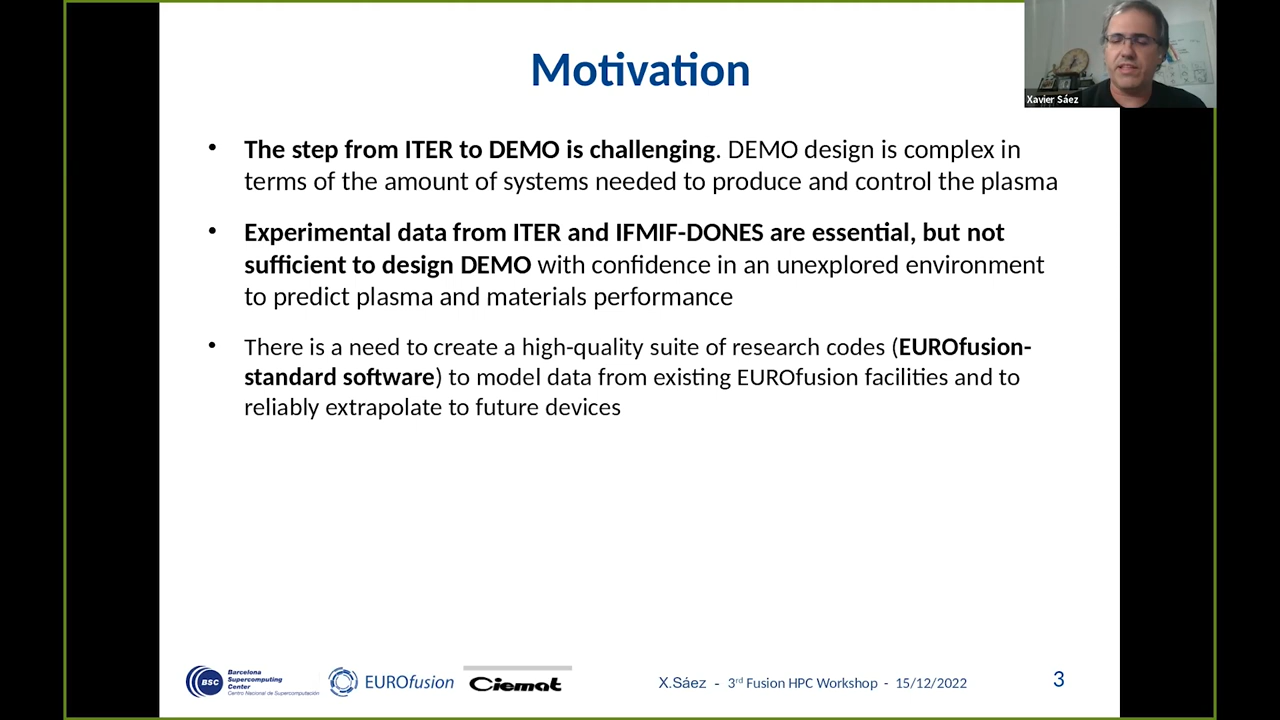 Motivation
Xavier Sáez
• The step from ITER to DEMO is challenging. DEMO design is complex in
terms of the amount of systems needed to produce and control the plasma
• Experimental data from ITER and IFMIF-DONES are essential, but not
sufficient to design DEMO with confidence in an unexplored environment
to predict plasma and materials performance
• There is a need to create a high-quality suite of research codes (EUROfusion-
standard software) to model data from existing EUROfusion facilities and to
reliably extrapolate to future devices
BSC
Barcelona
Supercomputing
Center
Centro Nacional de Supercomputación
EUROfusion
Ciemat
X.Sáez - 3rd Fusion HPC Workshop - 15/12/2022
3